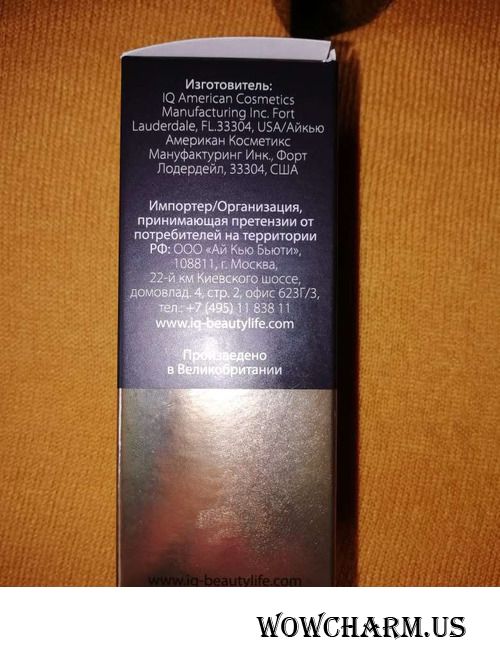 Изготовитель:
IQ American Cosmetics
Manufacturing Inc. Fort
Lauderdale, FL.33304, USA/Айкью
Американ Косметикс
Мануфактуринг Инк., Форт
Лодердейл, 33304, США
Импортер/Организация,
принимающая претензии от
потребителей на территории
РФ: ООО «Ай Кью Бьюти»,
108811, г. Москва,
22-й км Киевского шоссе,
домовлад. 4, стр. 2, офис 623Г/3,
тел.: +7 (495) 11 838 11
www.iq-beautylife.com
Произведено
в Великобритании
www.iq-beautylife.com
WOWCHARM.US